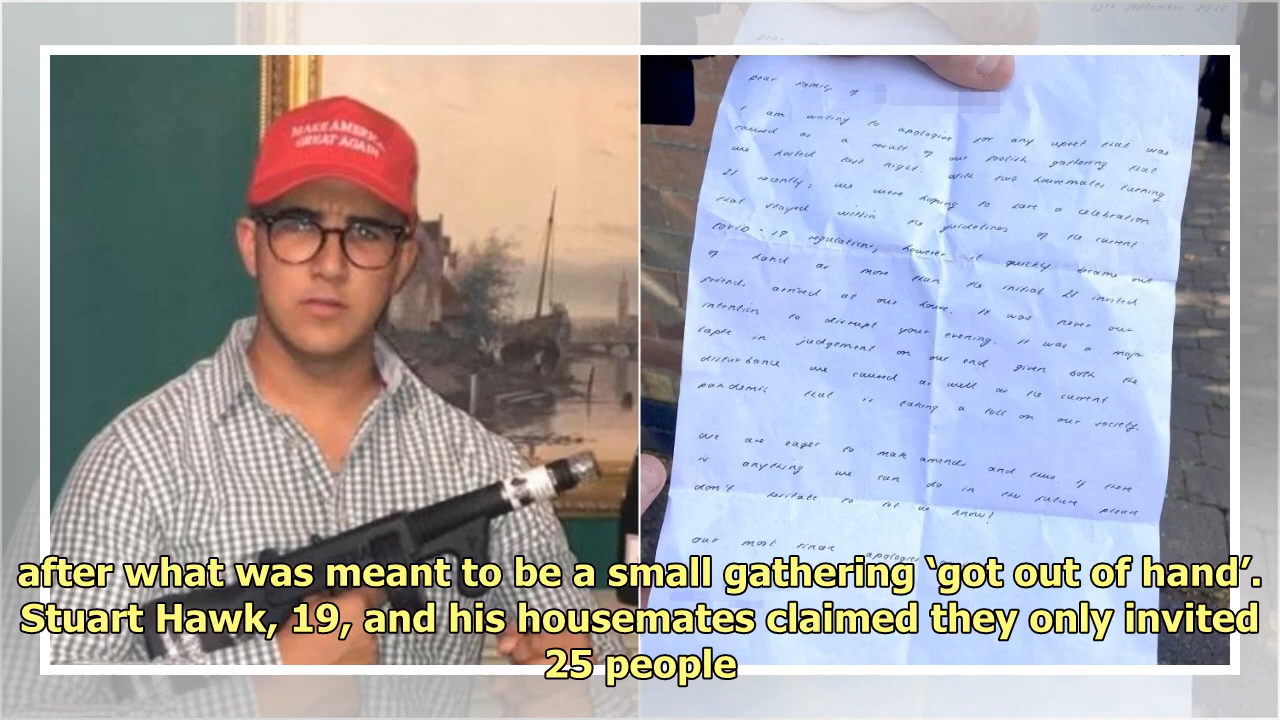 MAKE AMERIC
GREAT AGAIN
12th September 2020
Dear family of
I am writing to apologise for any upset that was
caused as a result of our foolish gathering that
we hosted last night. With two housemates turning
21 recently, we were hoping to have a celebration
that stayed within the guidelines of the current
COVID-19 regulations, however it quickly became out
of hand as more than the initial 21 invited
friends arrived at our house. It was never our
intention to disrupt your evening. It was a major
lapse in judgement on our end given both the
disturbance we caused as well as the current
pandemic that is taking a toll on our society.
We are eager to make amends and thus if there
is anything we can do in the future please
don't hesitate to let us know!
Our most sincere apologies
after what was meant to be a small gathering ‘got out of hand’.
Stuart Hawk, 19, and his housemates claimed they only invited
25 people